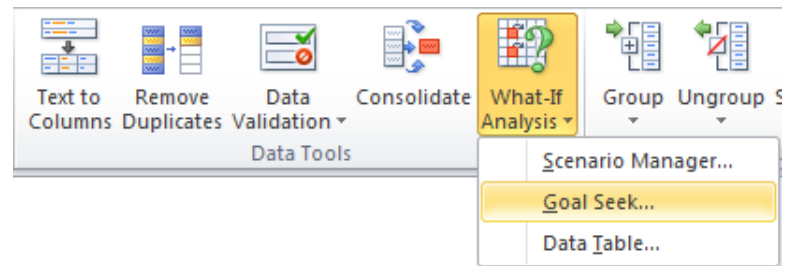 Text to Remove Data Consolidate What-If Group Ungroup S
Columns Duplicates Validation Analysis
Data Tools
Scenario Manager...
Goal Seek...
Data Table...